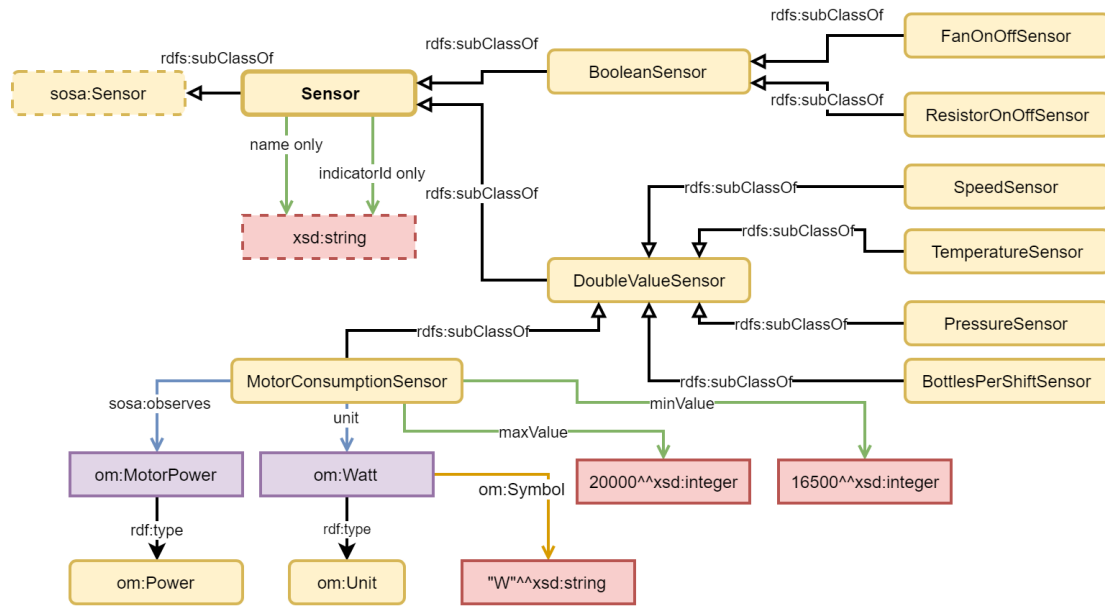 rdfs:subClassOf
FanOnOffSensor
rdfs:subClassOf
rdfs:subClassOf
BooleanSensor
sosa:Sensor
Sensor
rdfs:subClassOf
ResistorOnOffSensor
name only
indicatorId only
rdfs:subClassOf
rdfs:subClassOf
SpeedSensor
xsd:string
rdfs:subClassOf
TemperatureSensor
DoubleValueSensor
rdfs:subClassOf
rdfs:subClassOf
PressureSensor
MotorConsumptionSensor
rdfs:subClassOf
BottlesPerShiftSensor
sosa:observes
unit
maxValue
minValue
om:MotorPower
om:Watt
om:Symbol
20000^^xsd:integer
16500^^xsd:integer
rdf:type
rdf:type
om:Power
om:Unit
"W"^^xsd:string